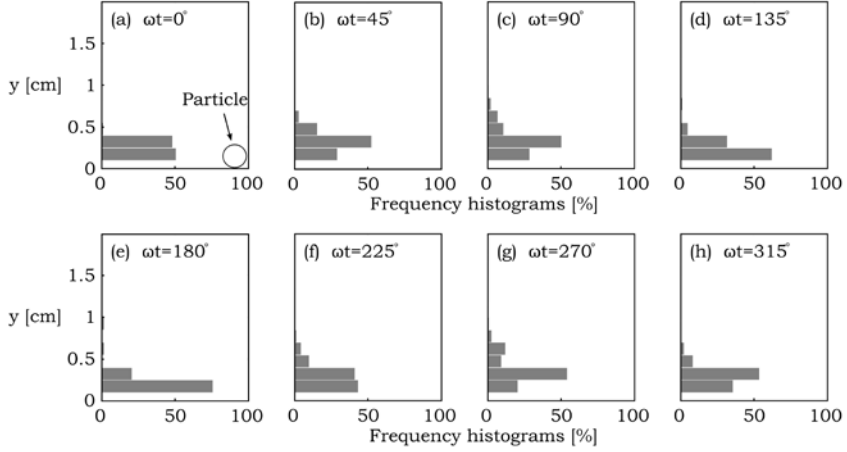 (a) ωt=0° (b) ωt=45° (c) ωt=90° (d) ωt=135°
1.5
y [cm] 1
Particle
0.5
0
0 50 100 0 50 100 0 50 100 0 50 100
Frequency histograms [%]
(e) ωt=180° (f) ωt=225° (g) ωt=270° (h) ωt=315°
1.5
y [cm] 1
0.5
0
0 50 100 0 50 100 0 50 100 0 50 100
Frequency histograms [%]